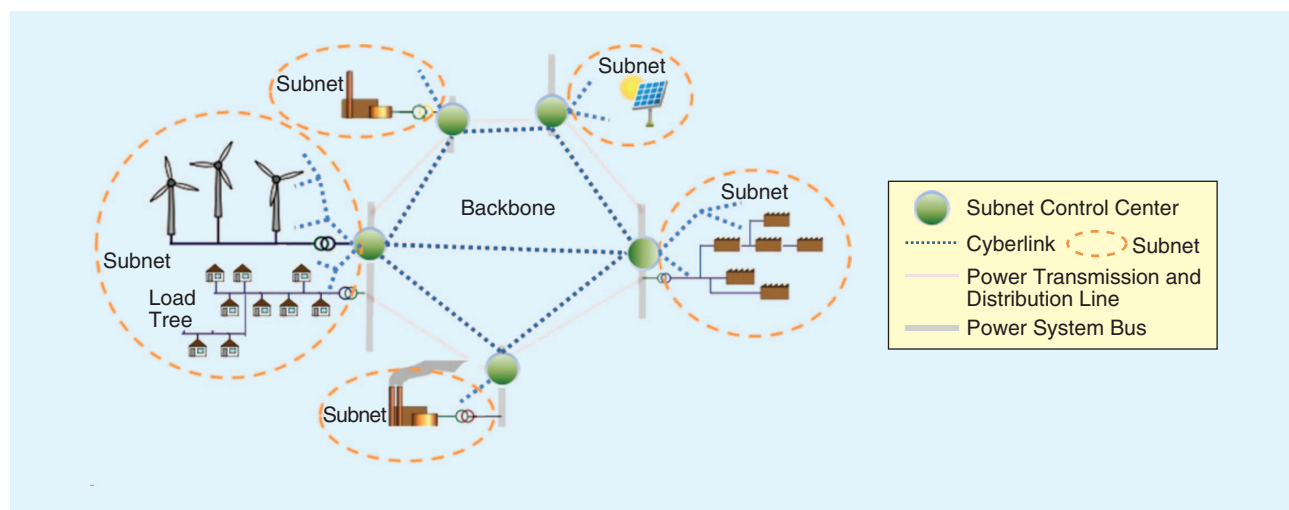 Subnet
Subnet
Subnet
Backbone
Subnet
Load
Tree
Subnet
Subnet Control Center
Cyberlink Subnet
Power Transmission and
Distribution Line
Power System Bus